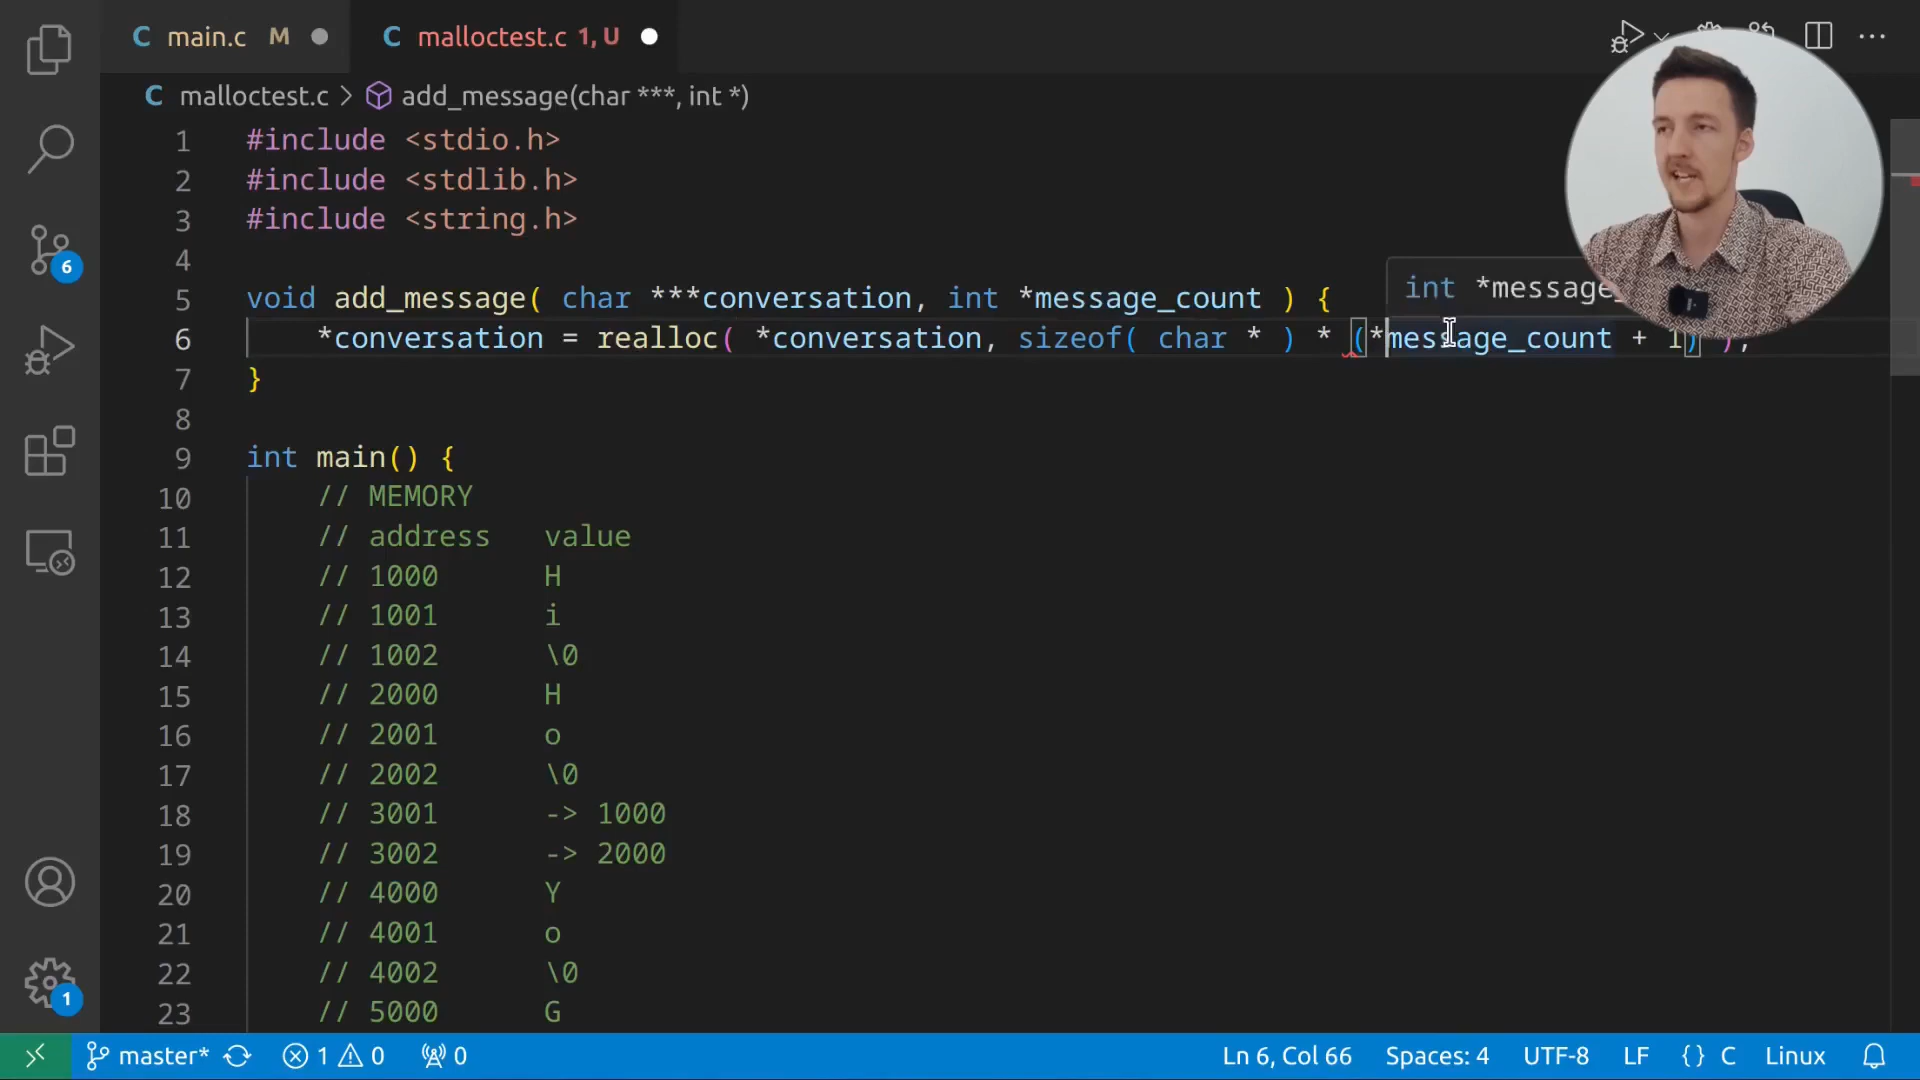 C main.c M
C malloctest.c 1, U
C malloctest.c > add_message(char ***, int *)
1 #include <stdio.h>
2 #include <stdlib.h>
3 #include <string.h>
4
5 void add_message( char ***conversation, int *message_count ) {
int *message_
6 *conversation = realloc( *conversation, sizeof( char * ) * (*message_count + 1) );
7 }
8
9 int main() {
10 // MEMORY
11 // address value
12 // 1000 H
13 // 1001 i
14 // 1002 \0
15 // 2000 H
16 // 2001 o
17 // 2002 \0
18 // 3001 -> 1000
19 // 3002 -> 2000
20 // 4000 Y
21 // 4001 o
22 // 4002 \0
23 // 5000 G
6
1
master* 1 0 0 Ln 6, Col 66 Spaces: 4 UTF-8 LF {} C Linux